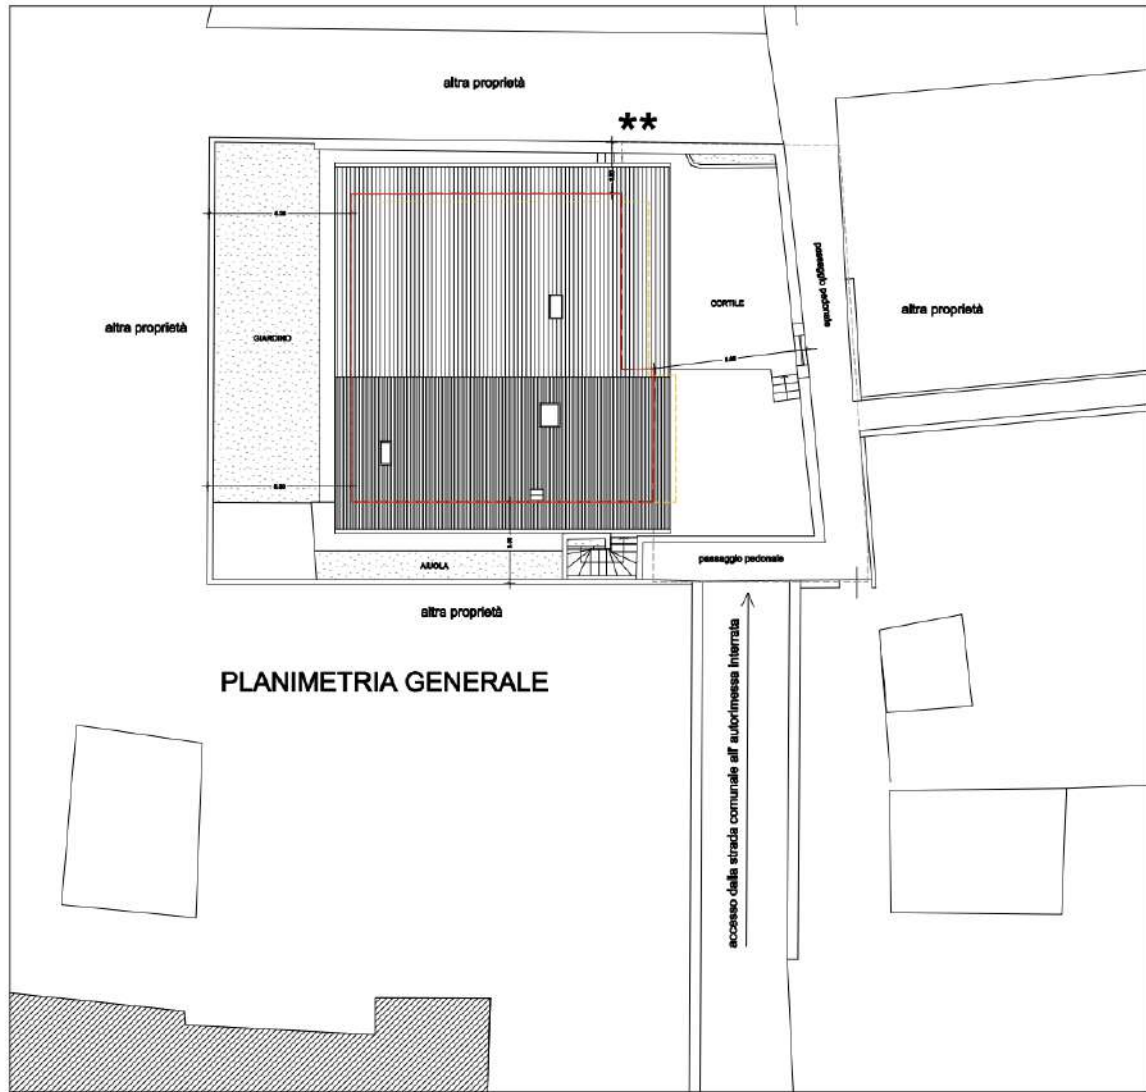 altra proprietà
**
passaggio pedonale
CORTILE
altra proprietà
altra proprietà
GIARDINO
AIUOLA
passaggio pedonale
altra proprietà
PLANIMETRIA GENERALE
accesso dalla strada comunale all' autorimessa interrata